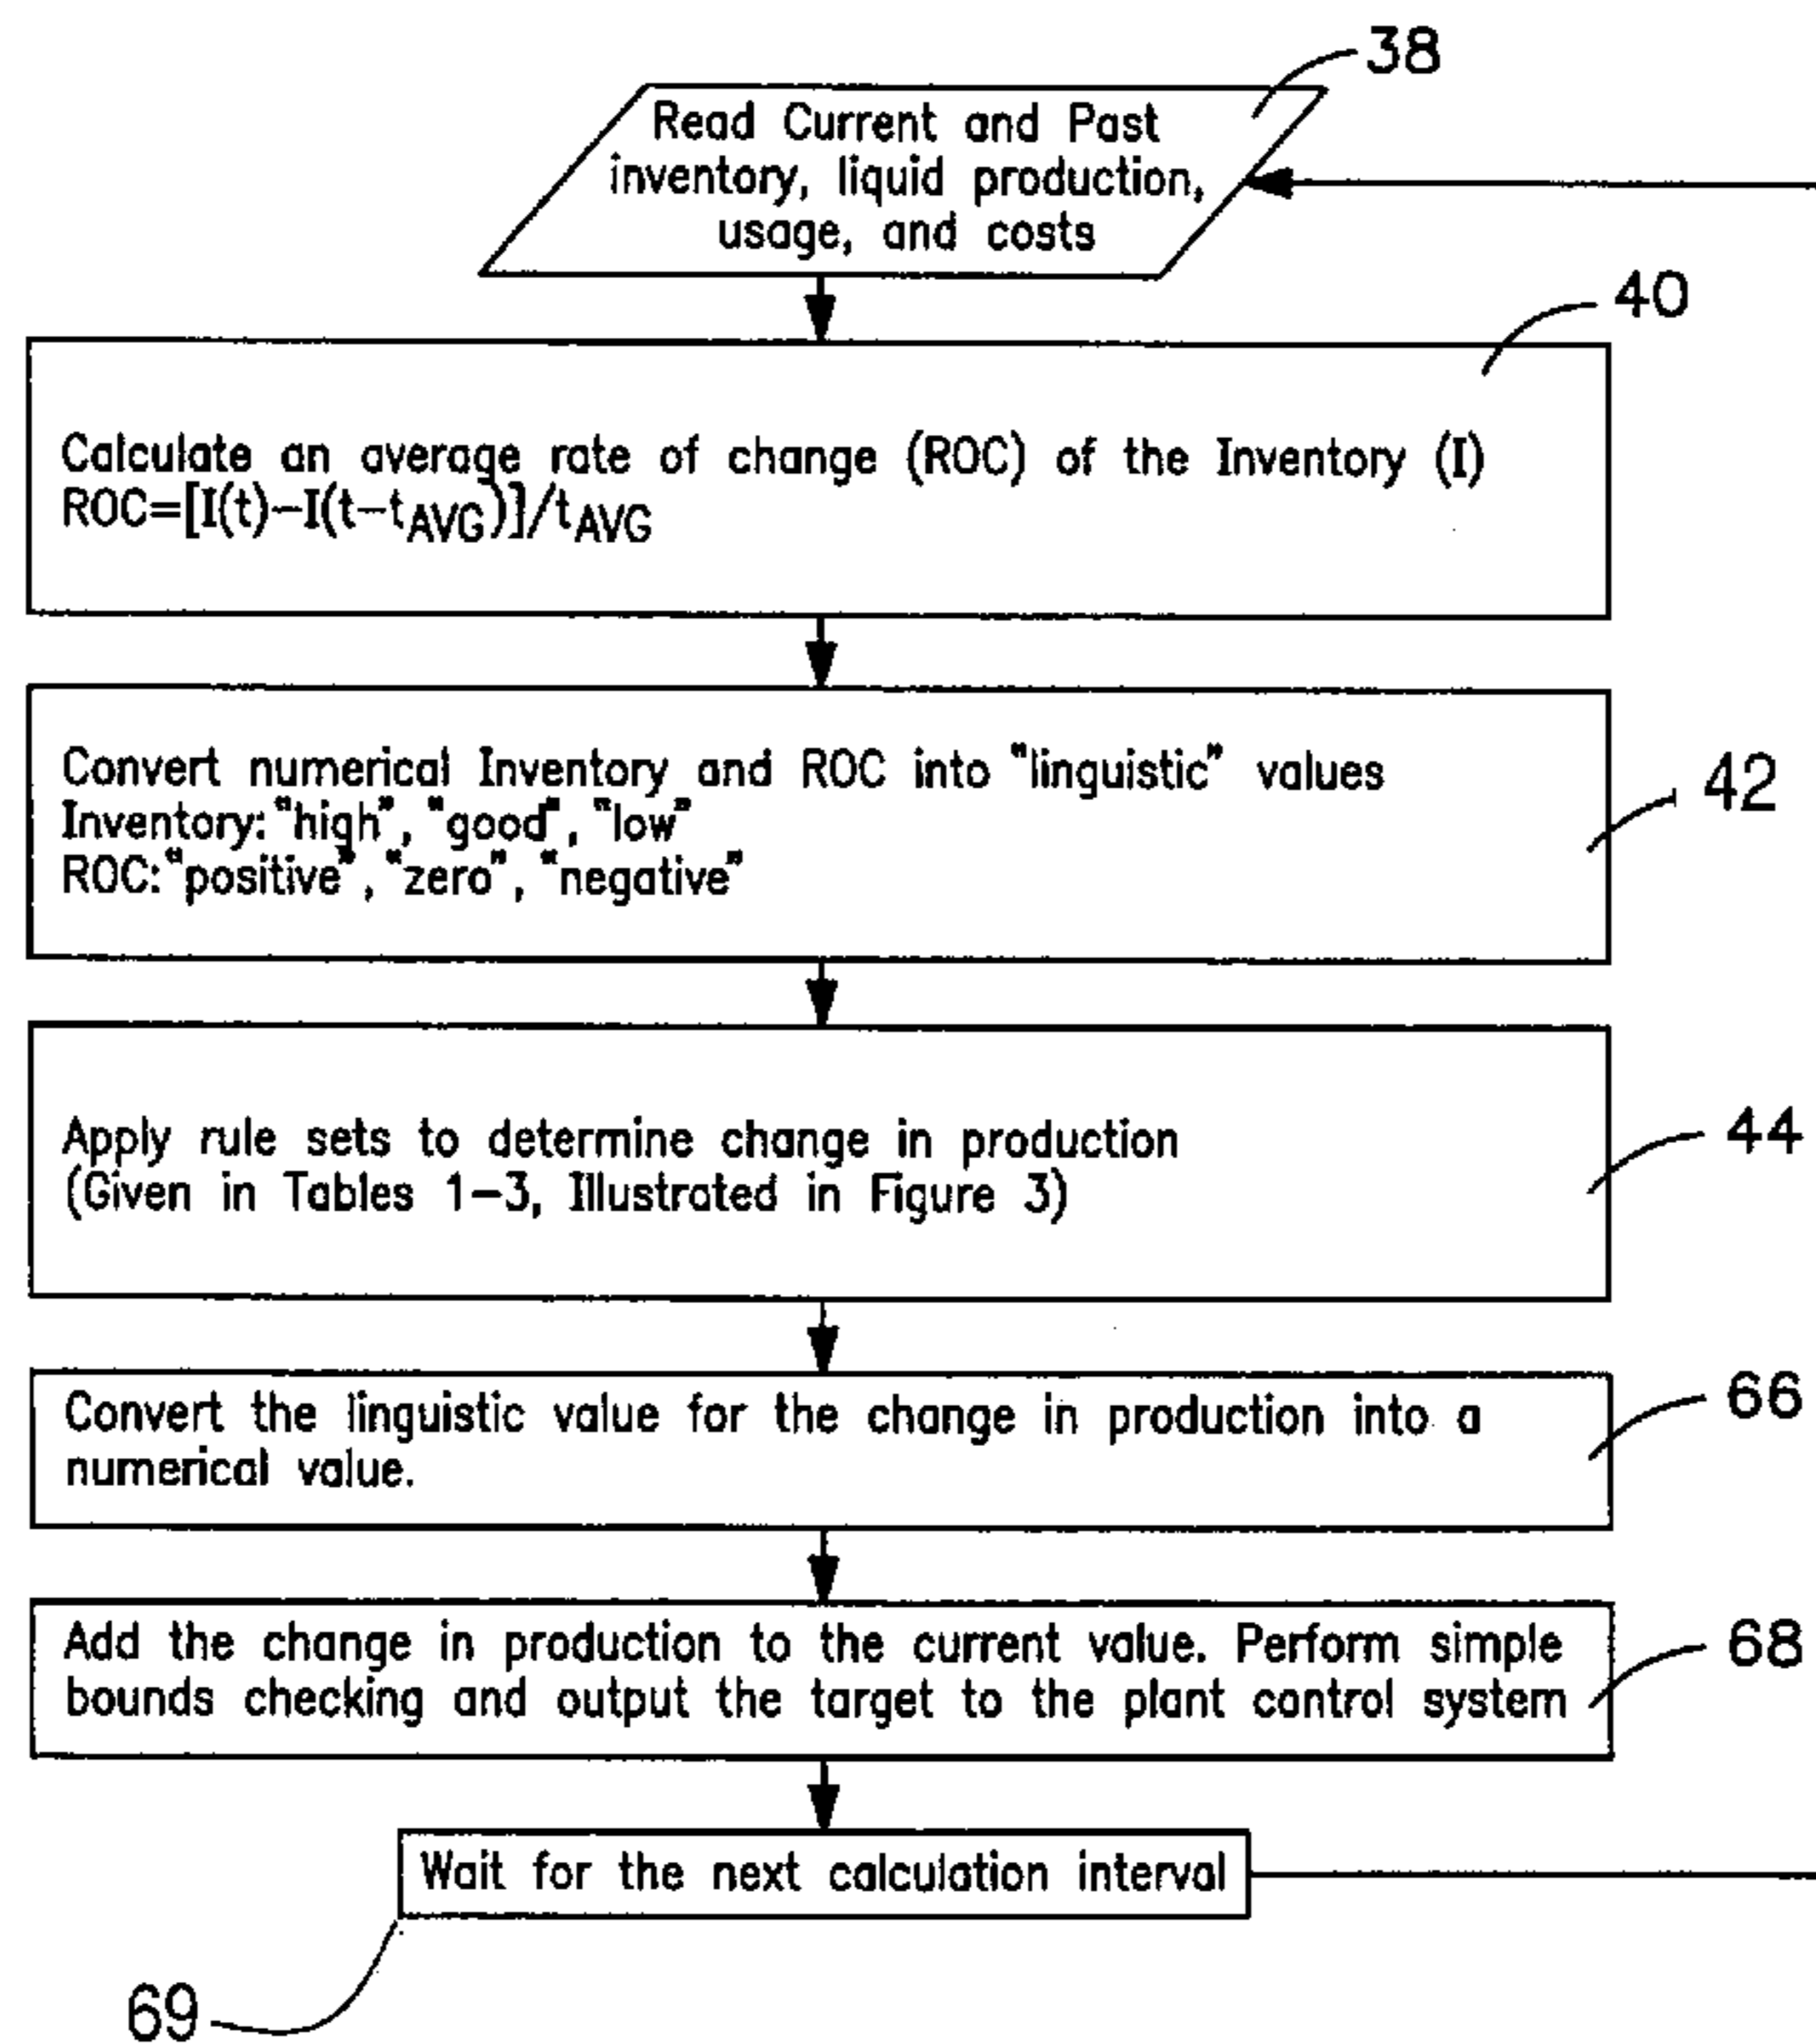 38
Read Current and Past
inventory, liquid production,
usage, and costs
40
Calculate an average rate of change (ROC) of the Inventory (I)
ROC=[I(t)-I(t-tAVG)]/tAVG
Convert numerical Inventory and ROC into "linguistic" values
Inventory: "high", "good", "low"
ROC: "positive", "zero", "negative"
42
Apply rule sets to determine change in production
(Given in Tables 1-3, Illustrated in Figure 3)
44
Convert the linguistic value for the change in production into a
numerical value.
66
Add the change in production to the current value. Perform simple
bounds checking and output the target to the plant control system
68
Wait for the next calculation interval
69